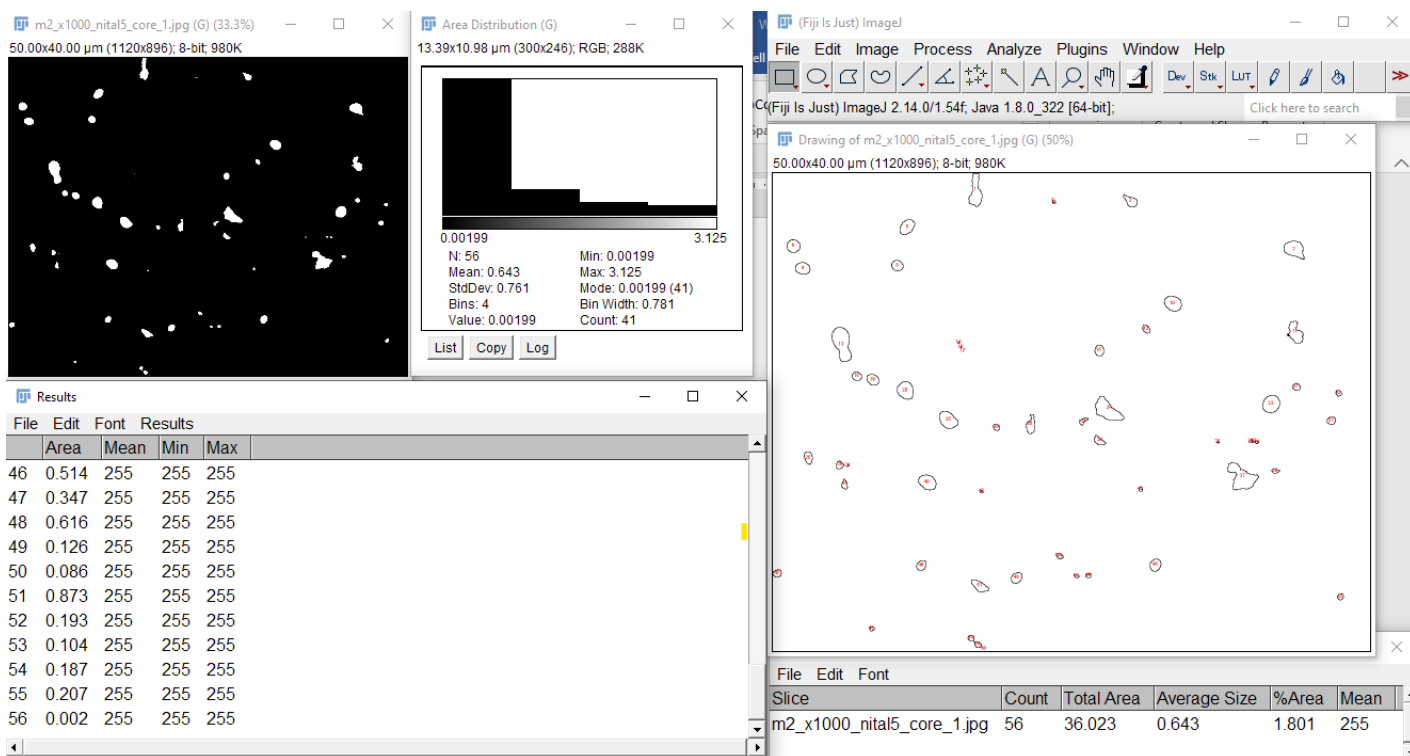 m2_x1000_nital5_core_1.jpg (G) (33.3%)
50.00x40.00 µm (1120x896); 8-bit; 980K
Area Distribution (G)
13.39x10.98 µm (300x246); RGB; 288K
0.00199 3.125
N: 56 Min: 0.00199
Mean: 0.643 Max: 3.125
StdDev: 0.761 Mode: 0.00199 (41)
Bins: 4 Bin Width: 0.781
Value: 0.00199 Count: 41
List Copy Log
(Fiji Is Just) ImageJ
File Edit Image Process Analyze Plugins Window Help
A Dev Stk LUT
(Fiji Is Just) ImageJ 2.14.0/1.54f; Java 1.8.0_322 [64-bit]; Click here to search
Drawing of m2_x1000_nital5_core_1.jpg (G) (50%)
50.00x40.00 µm (1120x896); 8-bit; 980K
Results
File Edit Font Results
Area Mean Min Max
46 0.514 255 255 255
47 0.347 255 255 255
48 0.616 255 255 255
49 0.126 255 255 255
50 0.086 255 255 255
51 0.873 255 255 255
52 0.193 255 255 255
53 0.104 255 255 255
54 0.187 255 255 255
55 0.207 255 255 255
56 0.002 255 255 255
File Edit Font
Slice Count Total Area Average Size %Area Mean
m2_x1000_nital5_core_1.jpg 56 36.023 0.643 1.801 255